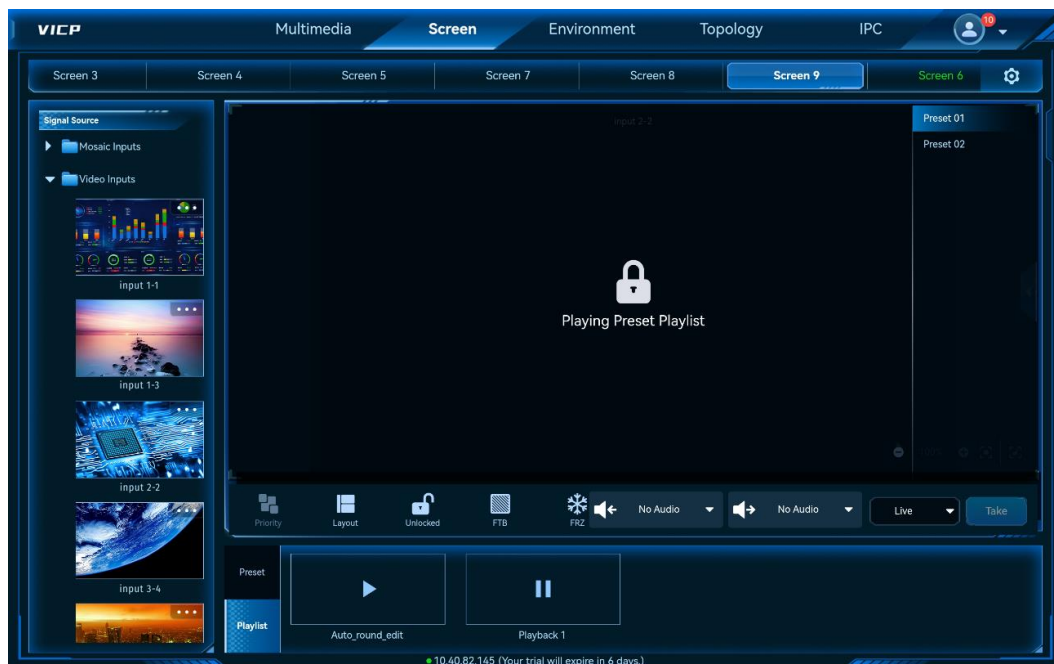 VICP
Multimedia
Screen
Environment
Topology
IPC
10
Screen 3
Screen 4
Screen 5
Screen 7
Screen 8
Screen 9
Screen 6
Signal Source
Mosaic Inputs
Video Inputs
input 1-1
input 1-3
input 2-2
input 3-4
input 2-2
Preset 01
Preset 02
Playing Preset Playlist
Priority
Layout
Unlocked
FTB
FRZ
No Audio
No Audio
Live
Take
Preset
Playlist
Auto_round_edit
Playback 1
10.40.82.145 (Your trial will expire in 6 days.)